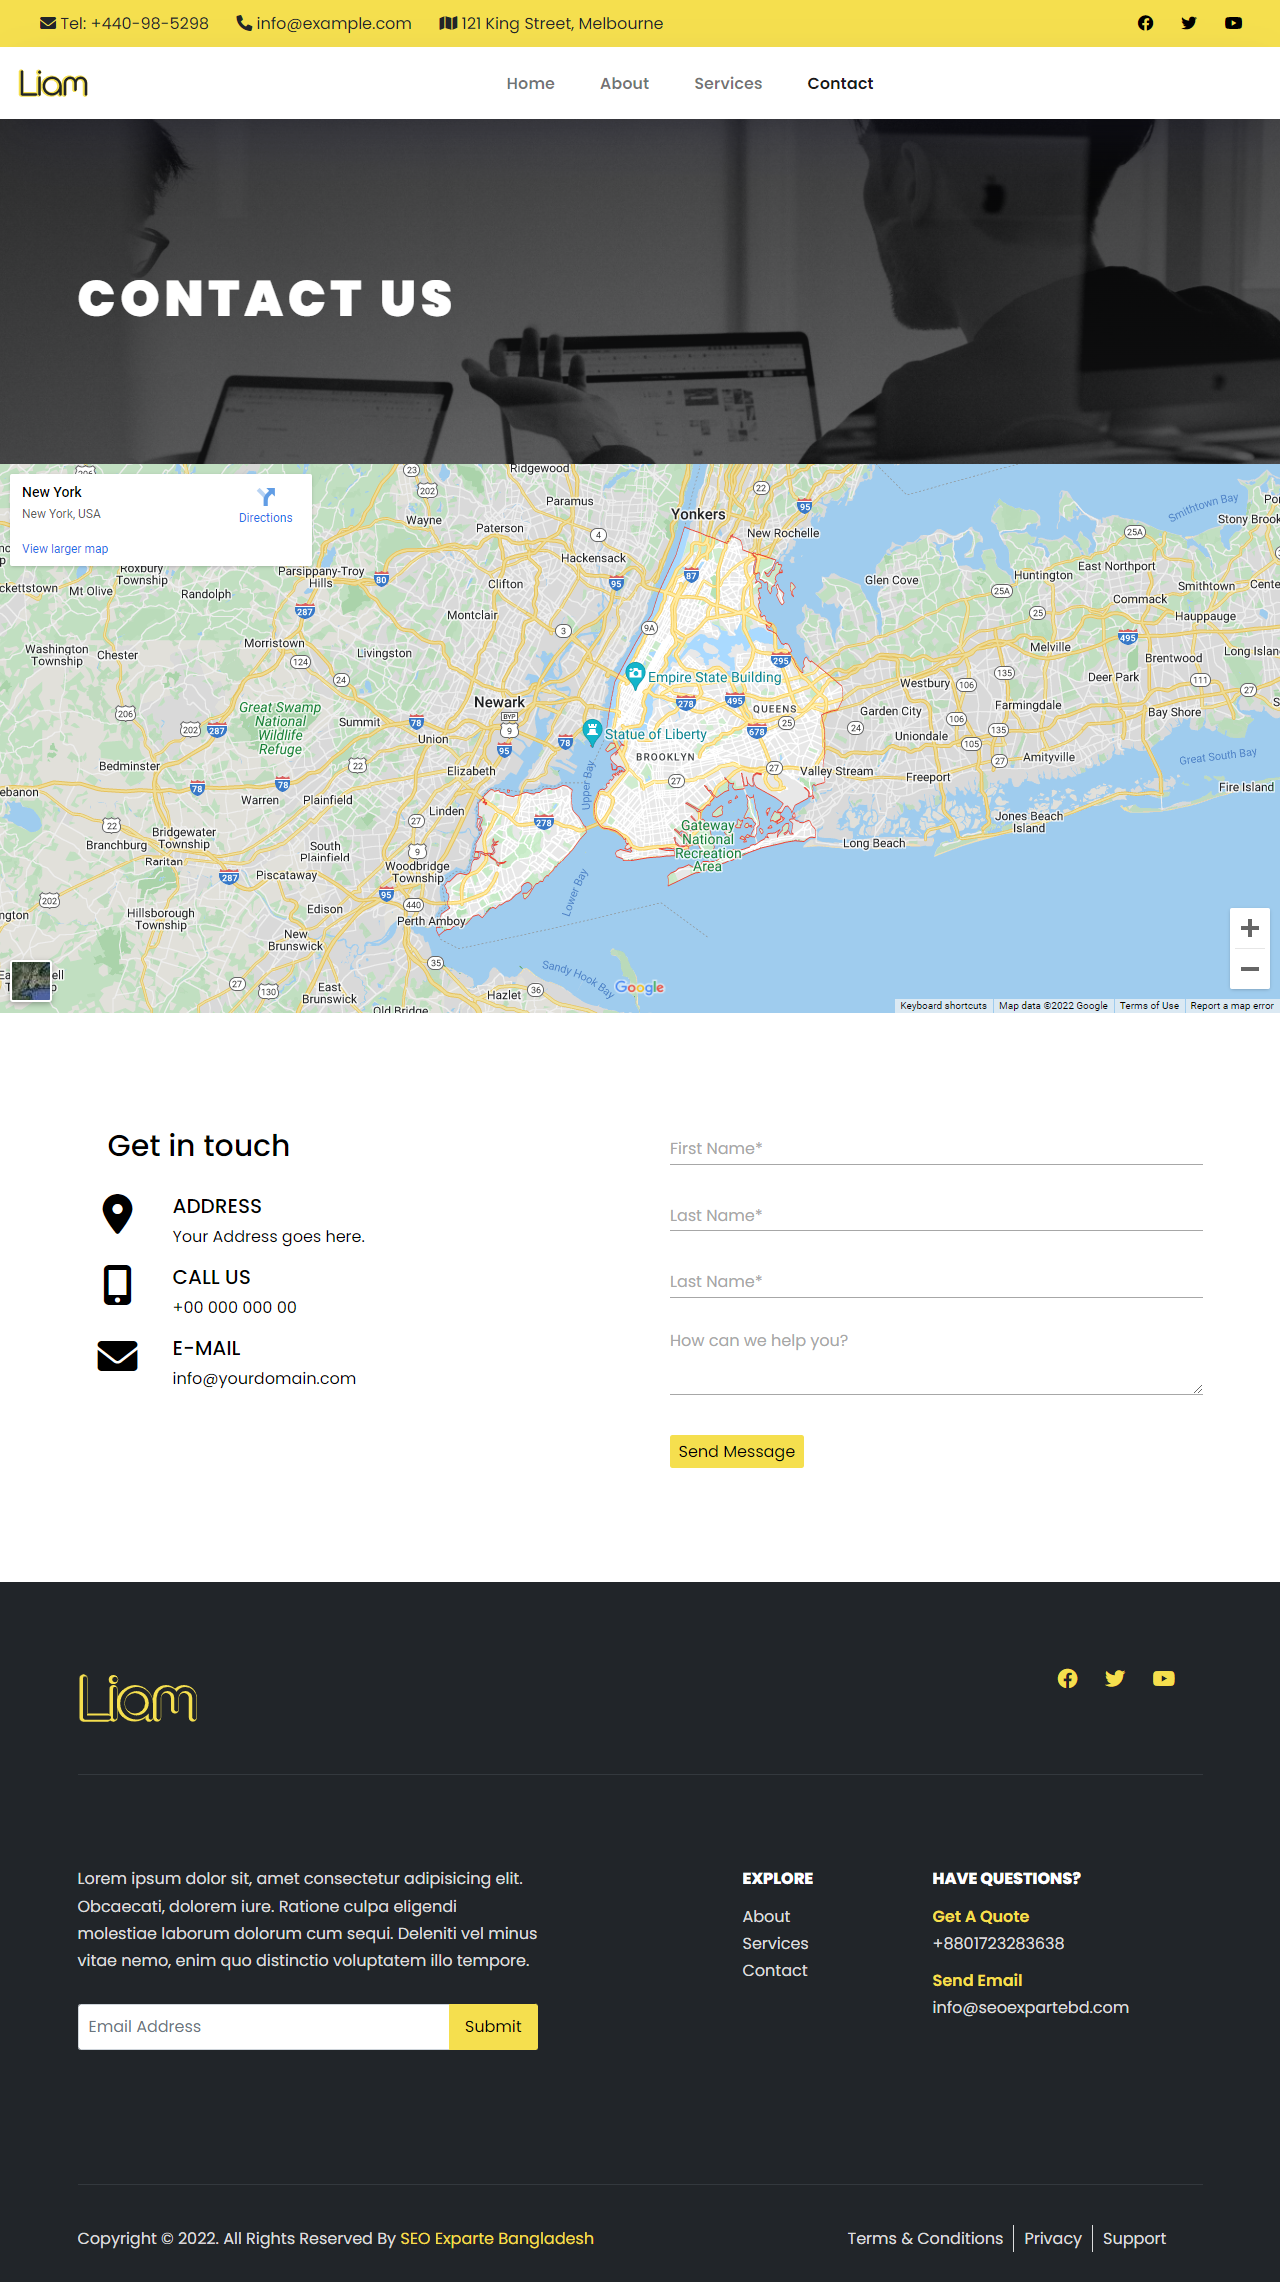 Tel: +440-98-5298 info@example.com 121 King Street, Melbourne
Liam Home About Services Contact
CONTACT US
New York
New York, USA
Directions
View larger map
Ridgewood
Paramus
Yonkers
Wayne
Paterson
New Rochelle
Hackensack
Stony Brook
Smithtown Bay
Roxbury Township
Parsippany-Troy Hills
Clifton
Glen Cove
Huntington
East Northport
Smithtown
Mt Olive
Randolph
Montclair
Commack
Hauppauge
Washington Township
Chester
Morristown
Livingston
Melville
Brentwood
Empire State Building
Westbury
Deer Park
Newark
Great Swamp National Wildlife Refuge
Summit
QUEENS
Garden City
Farmingdale
Bay Shore
Statue of Liberty
Union
Uniondale
BROOKLYN
Bedminster
Elizabeth
Upper Bay
Valley Stream
Freeport
Amityville
Great South Bay
Fire Island
Warren
Plainfield
Linden
Gateway National Recreation Area
Jones Beach Island
Long Beach
Bridgewater Township
Branchburg
Raritan
South Plainfield
Woodbridge Township
Piscataway
Lower Bay
Edison
Perth Amboy
Hillsborough Township
New Brunswick
East Brunswick
Hazlet
Sandy Hook Bay
Old Bridge
Google
Keyboard shortcuts Map data ©2022 Google Terms of Use Report a map error
Get in touch
ADDRESS
Your Address goes here.
CALL US
+00 000 000 00
E-MAIL
info@yourdomain.com
First Name*
Last Name*
Last Name*
How can we help you?
Send Message
Liam
Lorem ipsum dolor sit, amet consectetur adipisicing elit.
Obcaecati, dolorem iure. Ratione culpa eligendi
molestiae laborum dolorum cum sequi. Deleniti vel minus
vitae nemo, enim quo distinctio voluptatem illo tempore.
Email Address Submit
EXPLORE
About
Services
Contact
HAVE QUESTIONS?
Get A Quote
+8801723283638
Send Email
info@seoexpartebd.com
Copyright © 2022. All Rights Reserved By SEO Exparte Bangladesh
Terms & Conditions Privacy Support